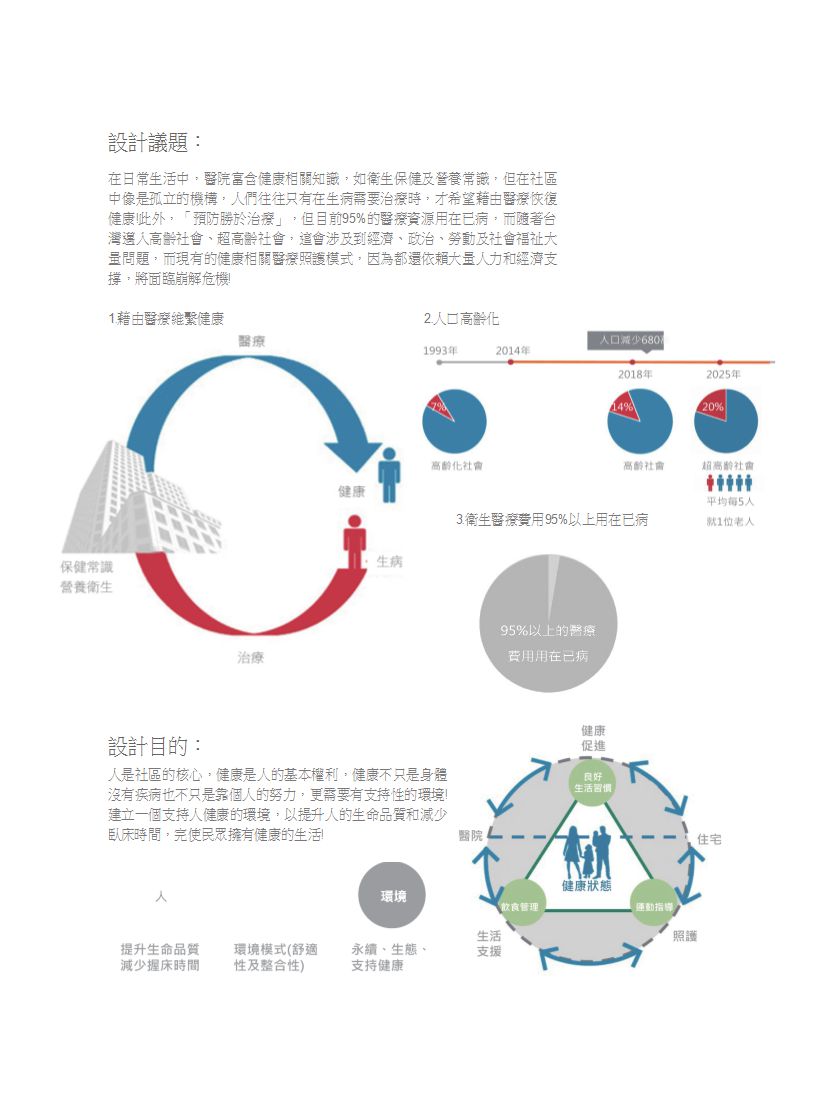 設計議題：
在日常生活中，醫院富含健康相關知識，如衛生保健及營養常識，但在社區
中像是孤立的機構，人們往往只有在生病需要治療時，才希望藉由醫療恢復
健康!此外，「預防勝於治療」，但目前95%的醫療資源用在已病，而隨著台
灣邁入高齡社會、超高齡社會，這會涉及到經濟、政治、勞動及社會福祉大
量問題，而現有的健康相關醫療照護模式，因為都還依賴大量人力和經濟支
撐，將面臨崩解危機!
1.藉由醫療維繫健康
醫療
健康
生病
保健常識
營養衛生
治療
2.人口高齡化
人口減少680
1993年
2014年
2018年
2025年
7%
14%
20%
高齡化社會
高齡社會
超高齡社會
平均每5人
就1位老人
3.衛生醫療費用95%以上用在已病
95%以上的醫療
費用用在已病
設計目的：
人是社區的核心，健康是人的基本權利，健康不只是身體
沒有疾病也不只是靠個人的努力，更需要有支持性的環境!
建立一個支持人健康的環境，以提升人的生命品質和減少
臥床時間，完使民眾擁有健康的生活!
人
環境
提升生命品質
減少握床時間
環境模式(舒適
性及整合性)
永續、生態、
支持健康
健康
促進
良好
生活習慣
醫院
住宅
健康狀態
飲食管理
運動指導
生活
支援
照護